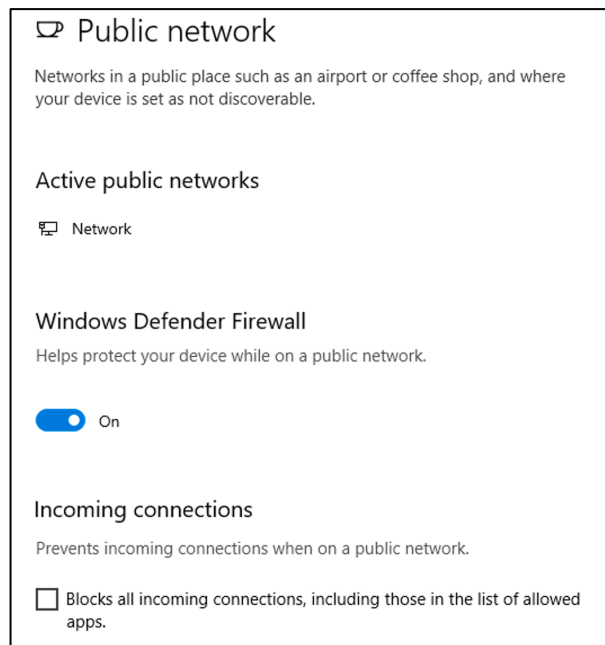 Public network
Networks in a public place such as an airport or coffee shop, and where
your device is set as not discoverable.
Active public networks
Network
Windows Defender Firewall
Helps protect your device while on a public network.
On
Incoming connections
Prevents incoming connections when on a public network.
Blocks all incoming connections, including those in the list of allowed
apps.